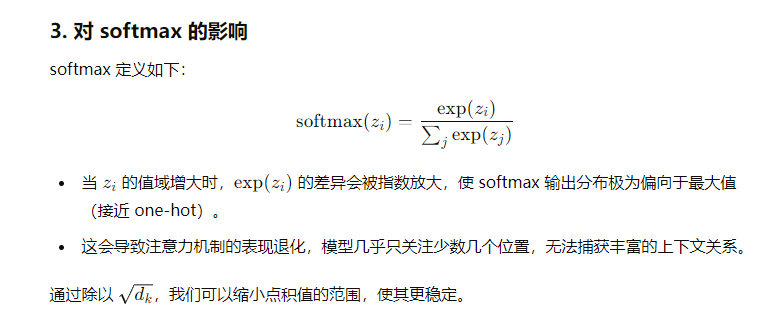 3. 对 softmax 的影响
softmax 定义如下：
softmax(z_i) = \frac{exp(z_i)}{\sum_j exp(z_j)}
• 当 z_i 的值域增大时，exp(z_i) 的差异会被指数放大，使 softmax 输出分布极为偏向于最大值
（接近 one-hot）。
• 这会导致注意力机制的表现退化，模型几乎只关注少数几个位置，无法捕获丰富的上下文关系。
通过除以 \sqrt{d_k}，我们可以缩小点积值的范围，使其更稳定。